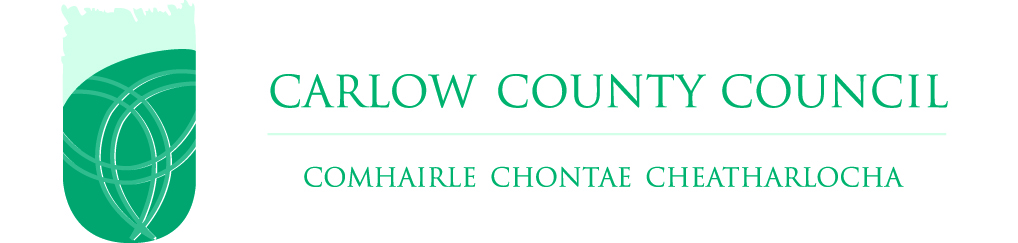 CARLOW COUNTY COUNCIL
COMHAIRLE CHONTAE CHEATHARLOCHA